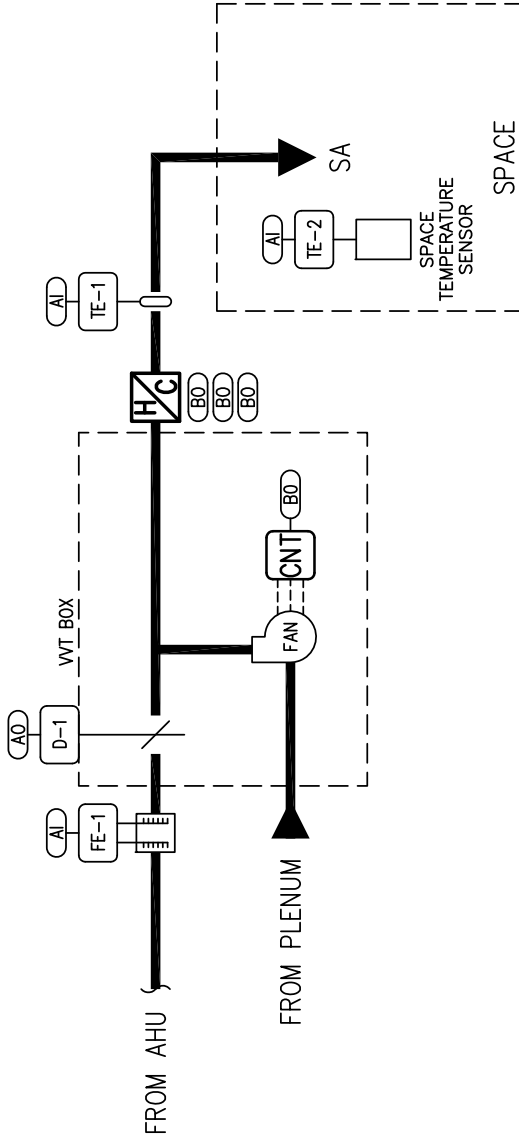 FROM AHU
AI
FE-1
AO
D-1
VVT BOX
FROM PLENUM
FAN
CNT
BO
H/C
BO
BO
BO
AI
TE-1
SA
AI
TE-2
SPACE
TEMPERATURE
SENSOR
SPACE